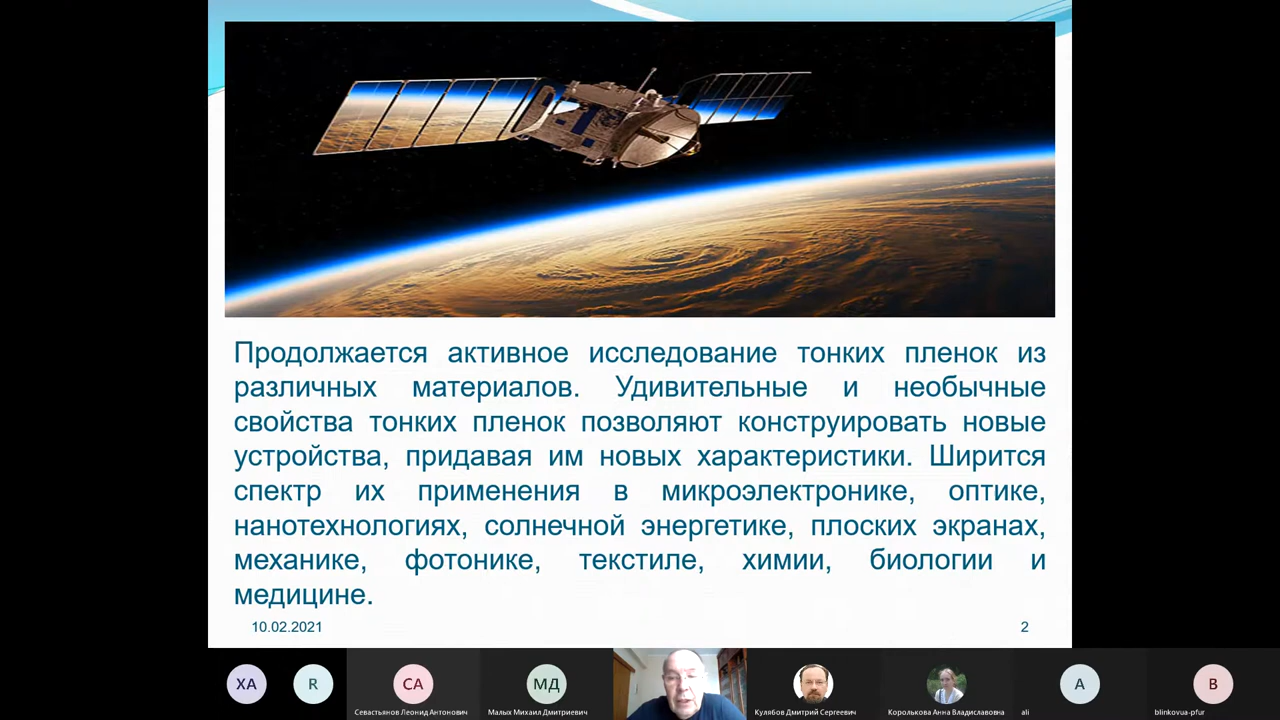 Продолжается активное исследование тонких пленок из
различных материалов. Удивительные и необычные
свойства тонких пленок позволяют конструировать новые
устройства, придавая им новых характеристики. Ширится
спектр их применения в микроэлектронике, оптике,
нанотехнологиях, солнечной энергетике, плоских экранах,
механике, фотонике, текстиле, химии, биологии и
медицине.
10.02.2021 2
ХА R СА МД A B
Севастьянов Леонид Антонович Малых Михаил Дмитриевич Кулябов Дмитрий Сергеевич Королькова Анна Владиславовна ali blinkovua-pfur